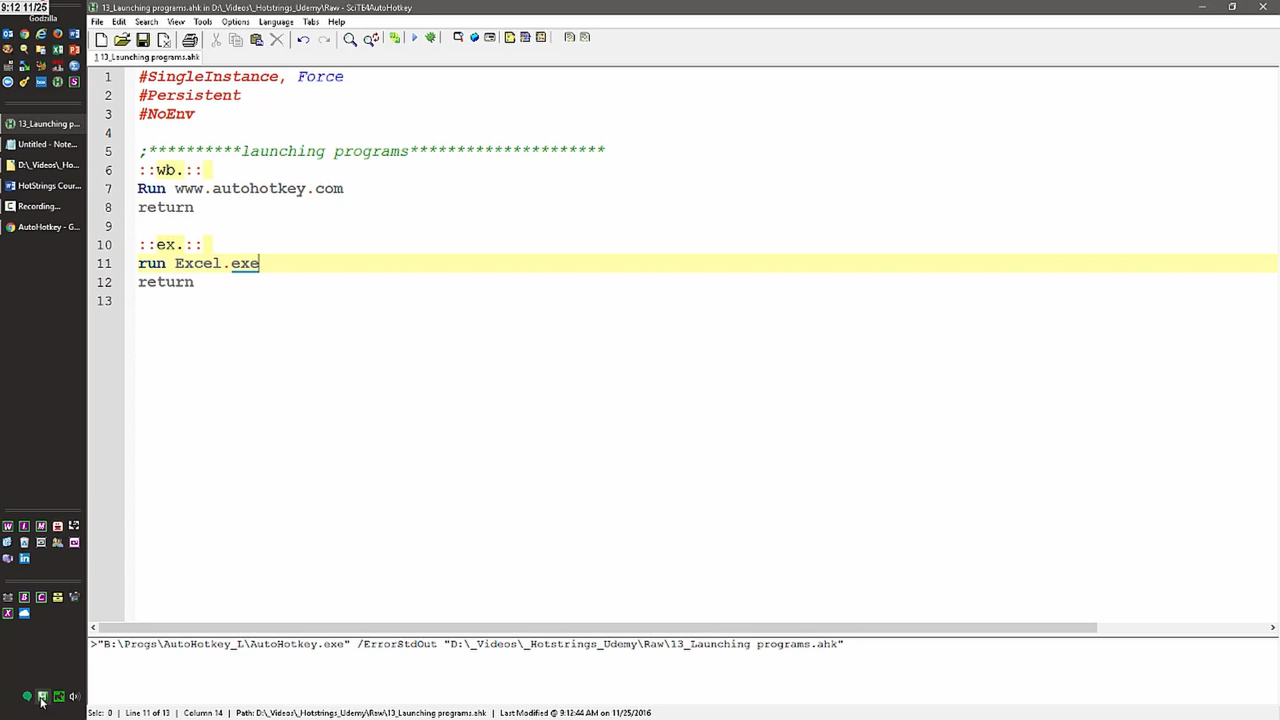 9:12 11/25
Godzilla
13_Launching p...
Untitled - Note...
D:\_Videos\_Ho...
HotStrings Cour...
Recording...
AutoHotkey - G...
13_Launching programs.ahk in D:\_Videos\_Hotstrings_Udemy\Raw - SciTE4AutoHotkey
File Edit Search View Tools Options Language Tabs Help
1 13_Launching programs.ahk
1 #SingleInstance, Force
2 #Persistent
3 #NoEnv
4
5 ;**********launching programs*********************
6 ::wb.::
7 Run www.autohotkey.com
8 return
9
10 ::ex.::
11 run Excel.exe
12 return
13
>"B:\Progs\AutoHotkey_L\AutoHotkey.exe" /ErrorStdOut "D:\_Videos\_Hotstrings_Udemy\Raw\13_Launching programs.ahk"
Selc: 0 | Line 11 of 13 | Column 14 | Path: D:\_Videos\_Hotstrings_Udemy\Raw\13_Launching programs.ahk | Last Modified @ 9:12:44 AM on 11/25/2016